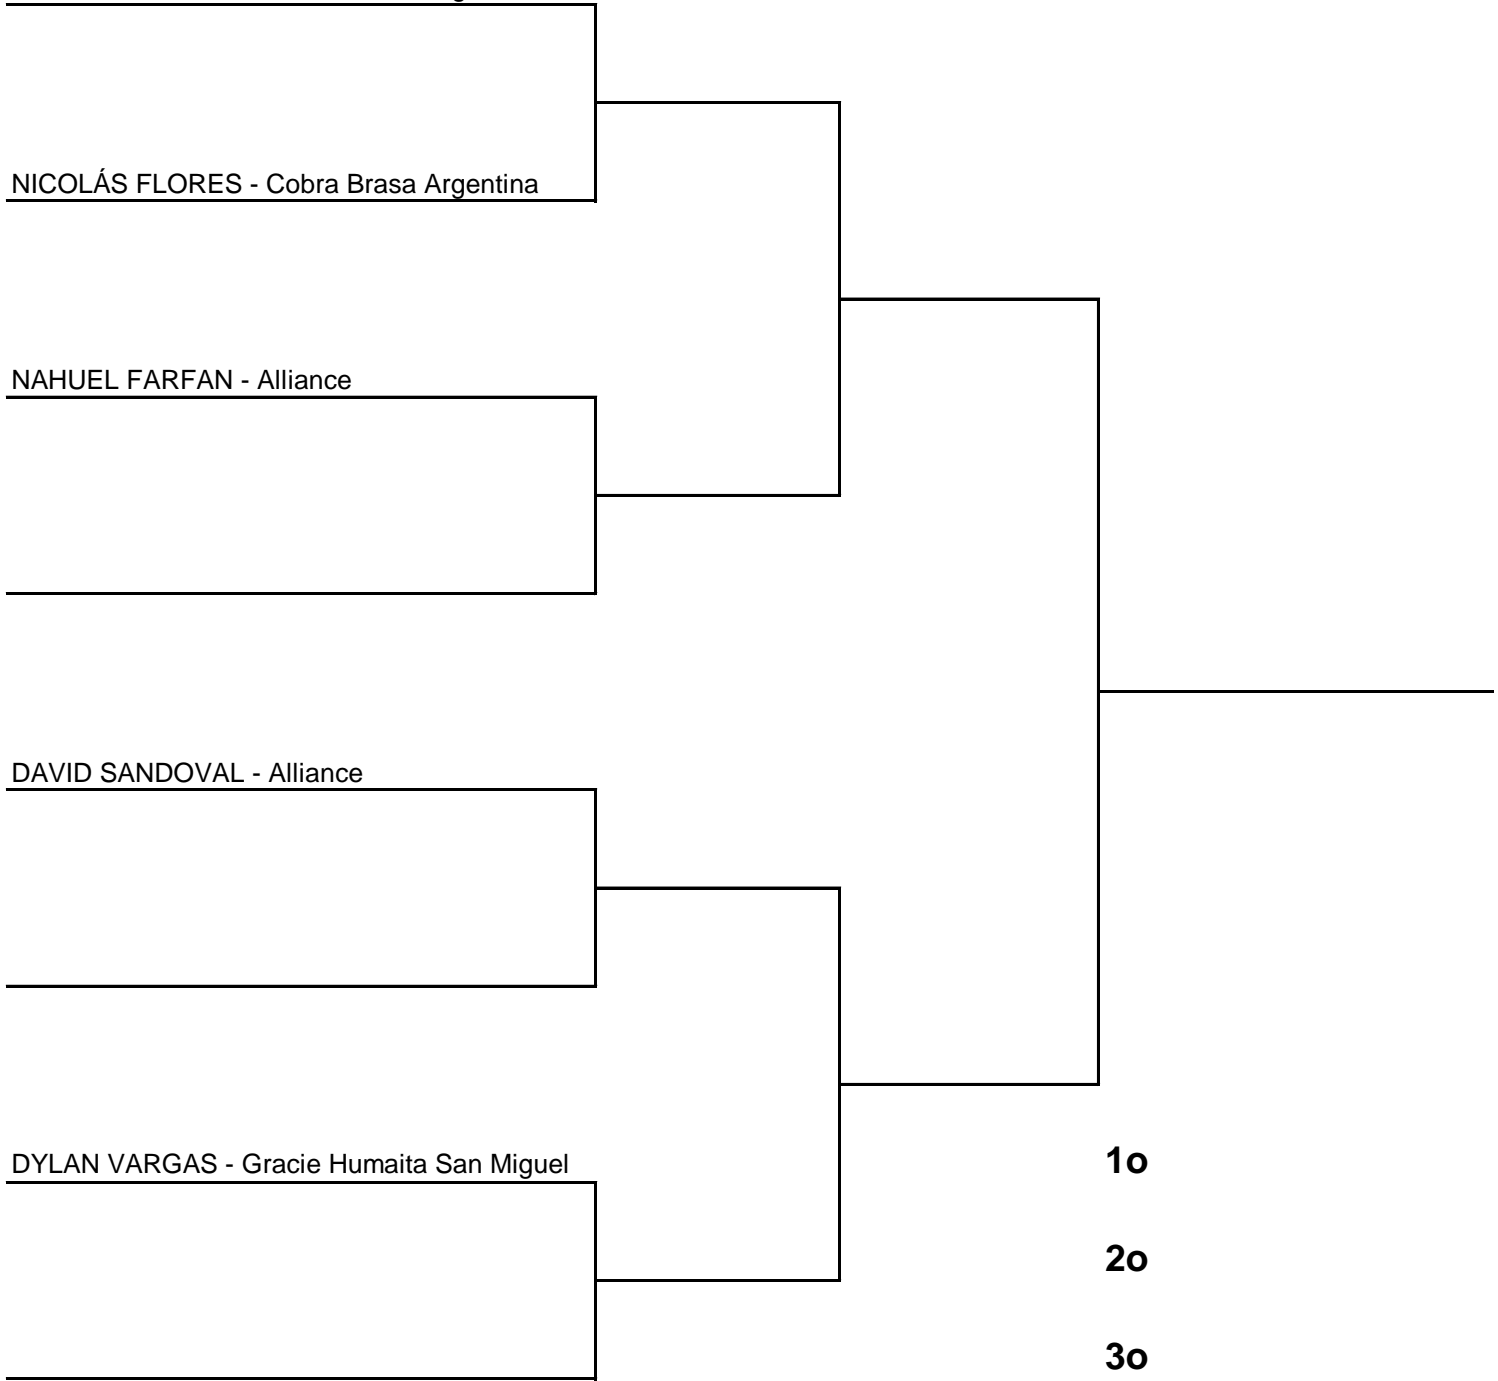 NICOLÁS FLORES - Cobra Brasa Argentina
NAHUEL FARFAN - Alliance
DAVID SANDOVAL - Alliance
DYLAN VARGAS - Gracie Humaita San Miguel
1o
2o
3o